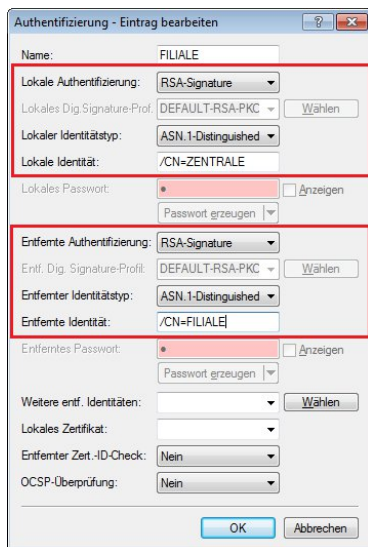 Authentifizierung - Eintrag bearbeiten
Name: FILIALE
Lokale Authentifizierung: RSA-Signature
Lokales Dig.Signature-Prof. DEFAULT-RSA-PKC Wählen
Lokaler Identitätstyp: ASN.1-Distinguished
Lokale Identität: /CN=ZENTRALE
Lokales Passwort: Anzeigen
Passwort erzeugen
Entfernte Authentifizierung: RSA-Signature
Entf. Dig. Signature-Profil: DEFAULT-RSA-PKC Wählen
Entfernter Identitätstyp: ASN.1-Distinguished
Entfernte Identität: /CN=FILIALE
Entferntes Passwort: Anzeigen
Passwort erzeugen
Weitere entf. Identitäten: Wählen
Lokales Zertifikat:
Entfernter Zert.-ID-Check: Nein
OCSP-Überprüfung: Nein
OK Abbrechen